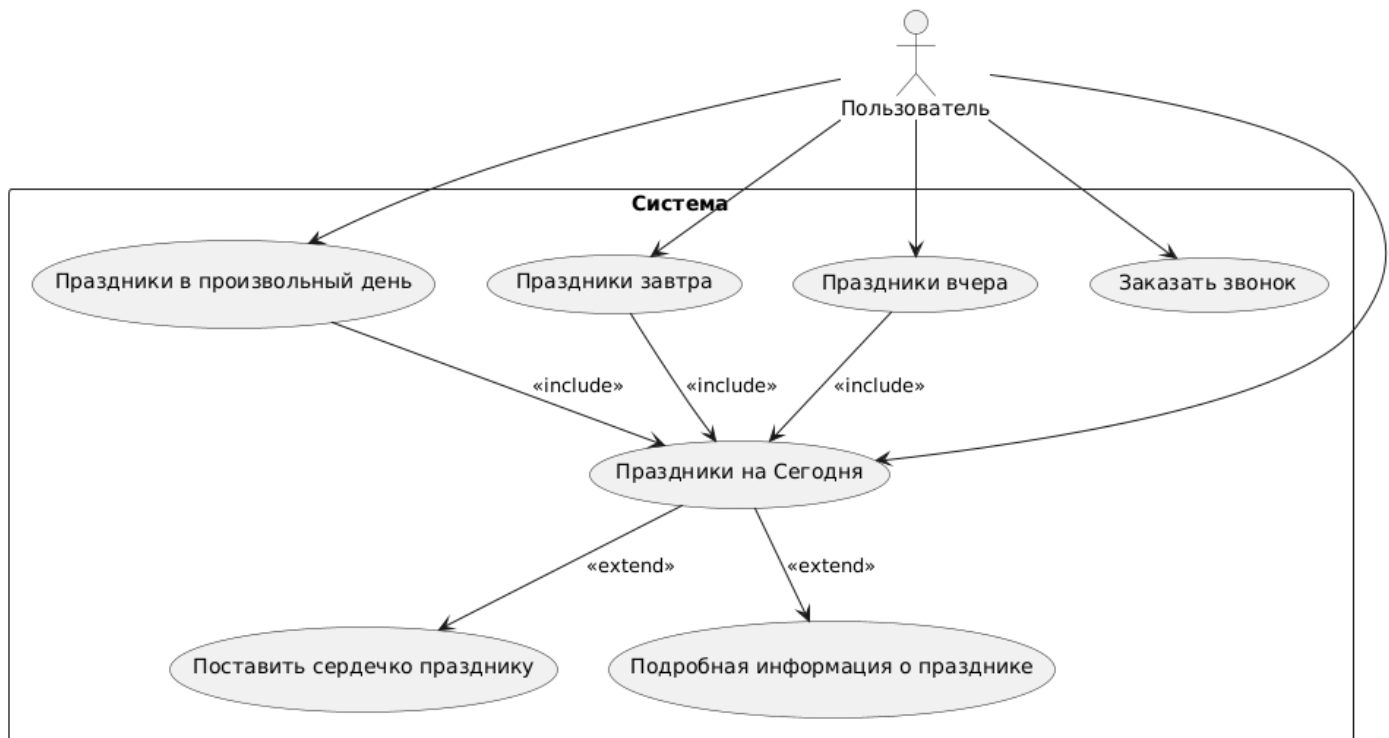 Пользователь
Система
Праздники в произвольный день
Праздники завтра
Праздники вчера
Заказать звонок
«include»
«include»
«include»
Праздники на Сегодня
«extend»
«extend»
Поставить сердечко празднику
Подробная информация о празднике